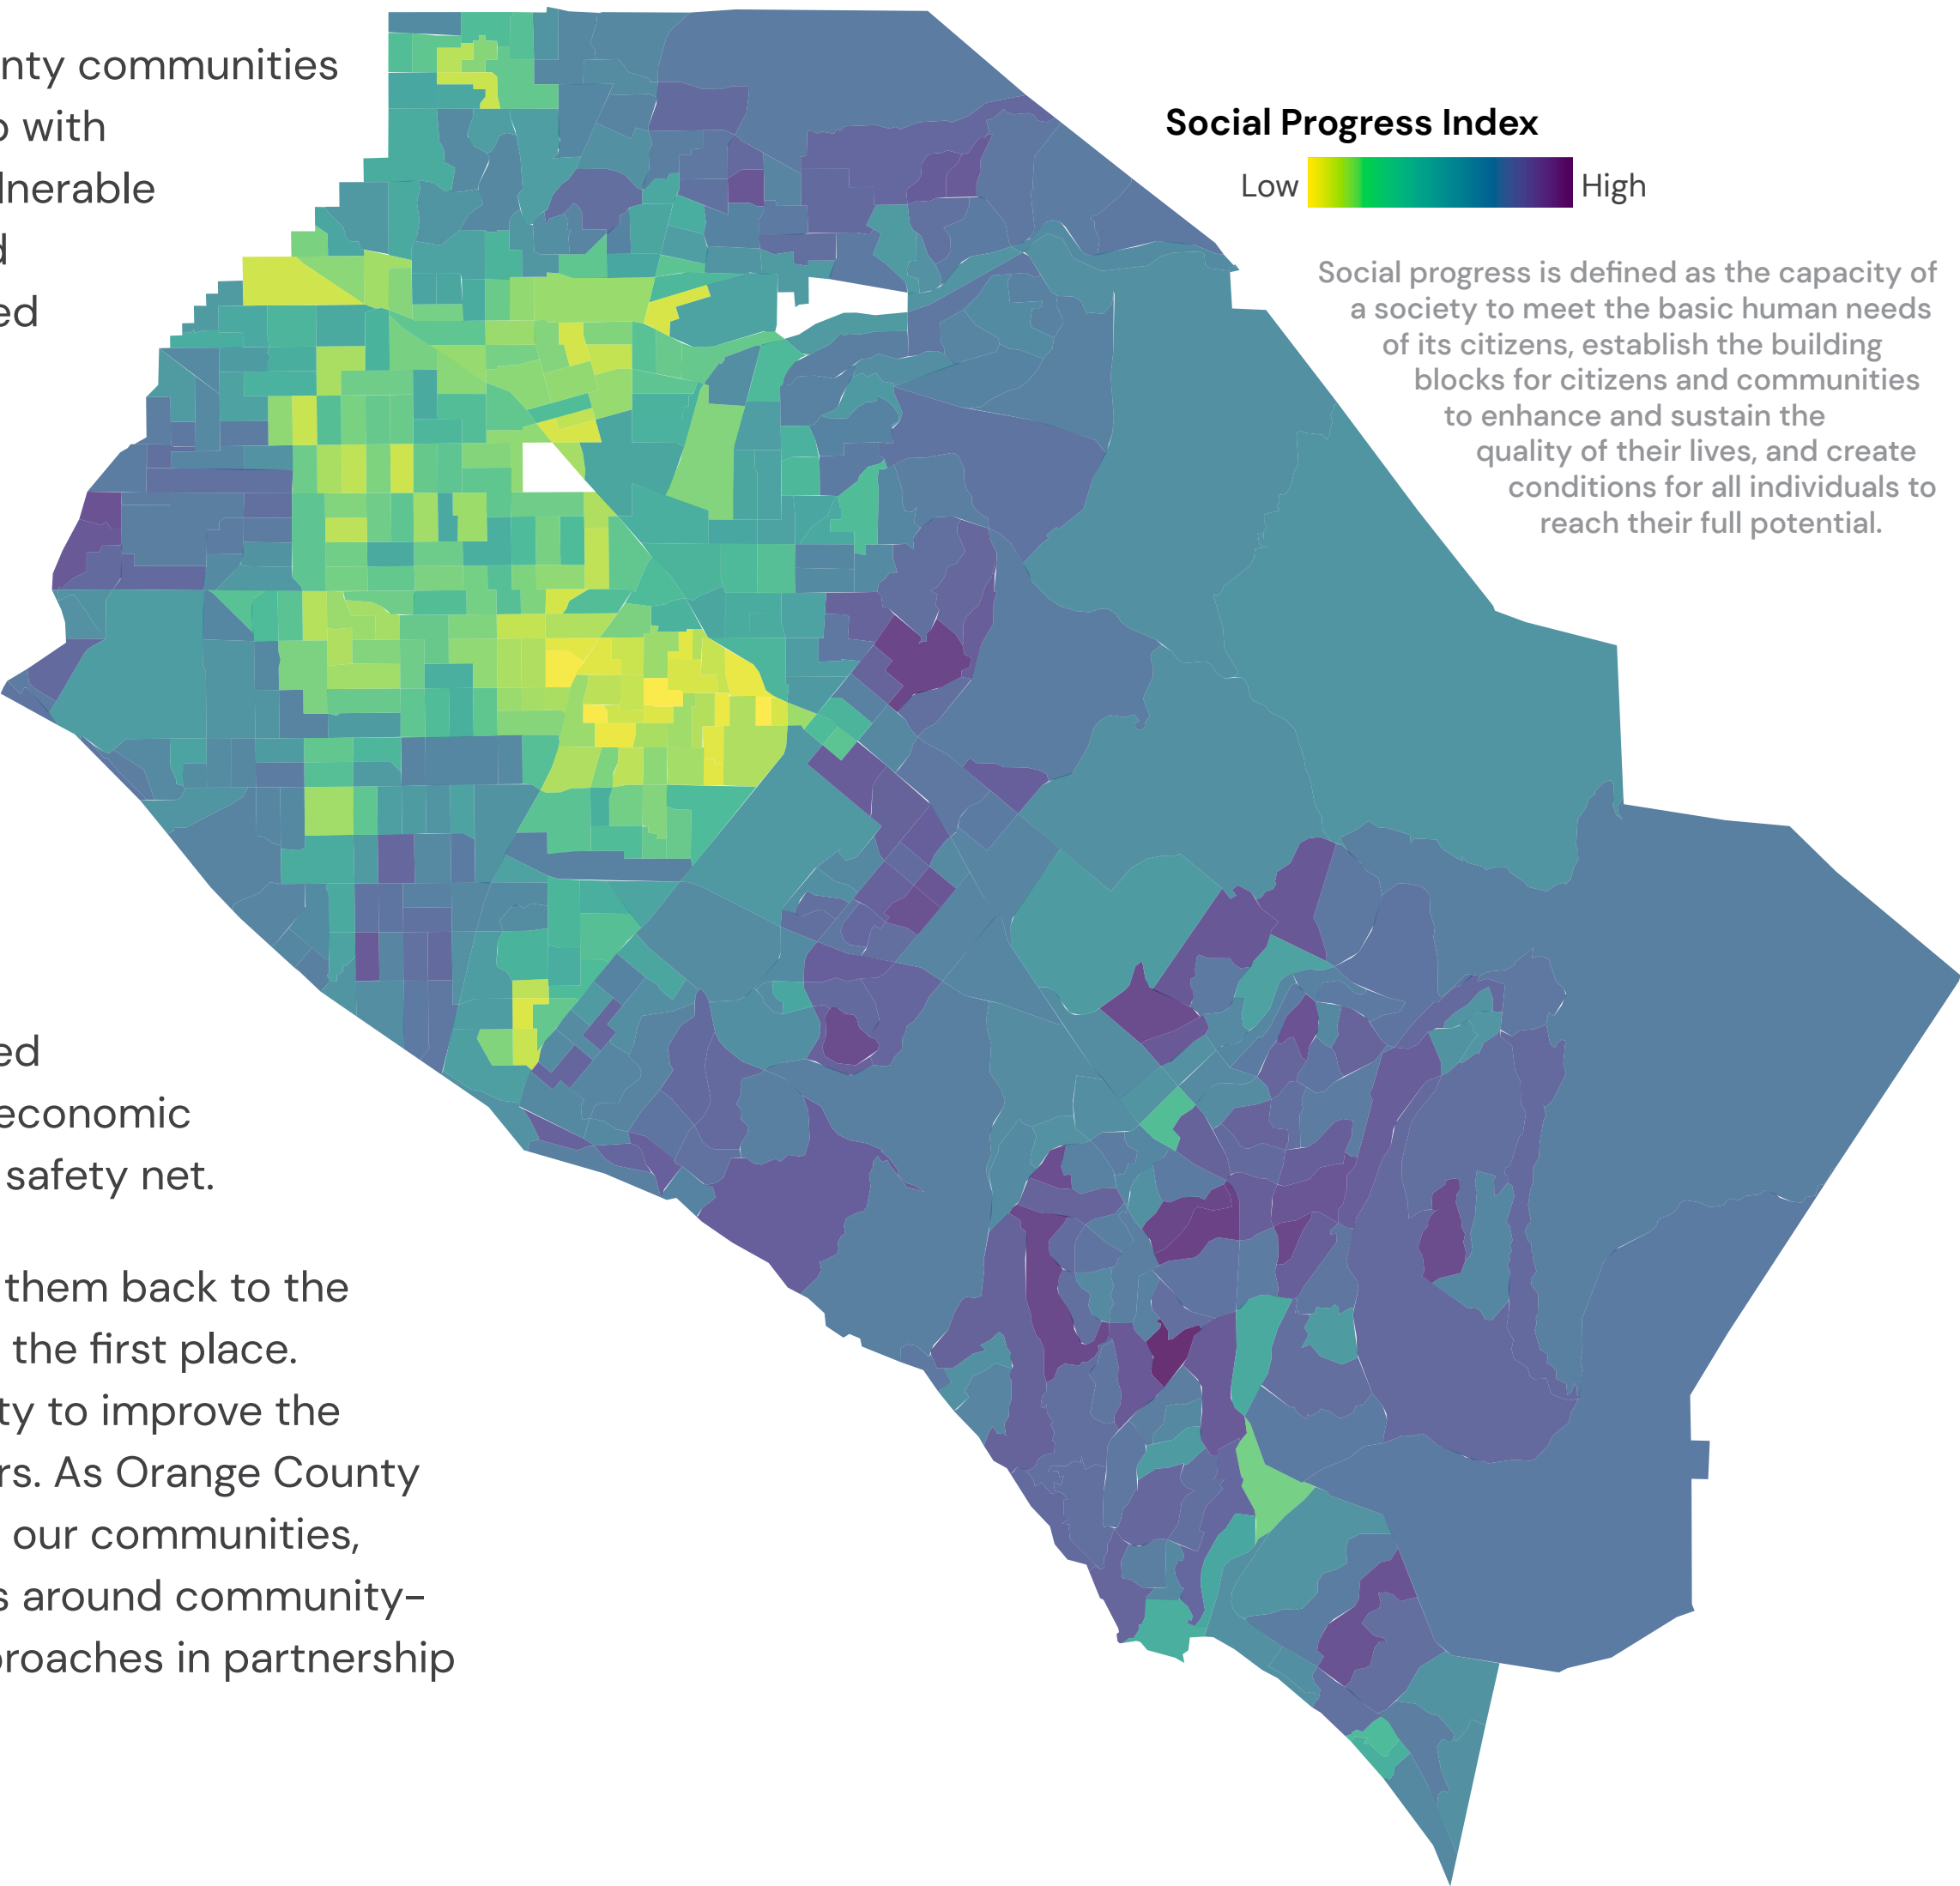 nty communities
with
nerable
ed
Social Progress Index
Low
High
Social progress is defined as the capacity of
a society to meet the basic human needs
of its citizens, establish the building
blocks for citizens and communities
to enhance and sustain the
quality of their lives, and create
conditions for all individuals to
reach their full potential.
ed
economic
safety net.
them back to the
the first place.
ty to improve the
rs. As Orange County
our communities,
s around community-
roaches in partnership